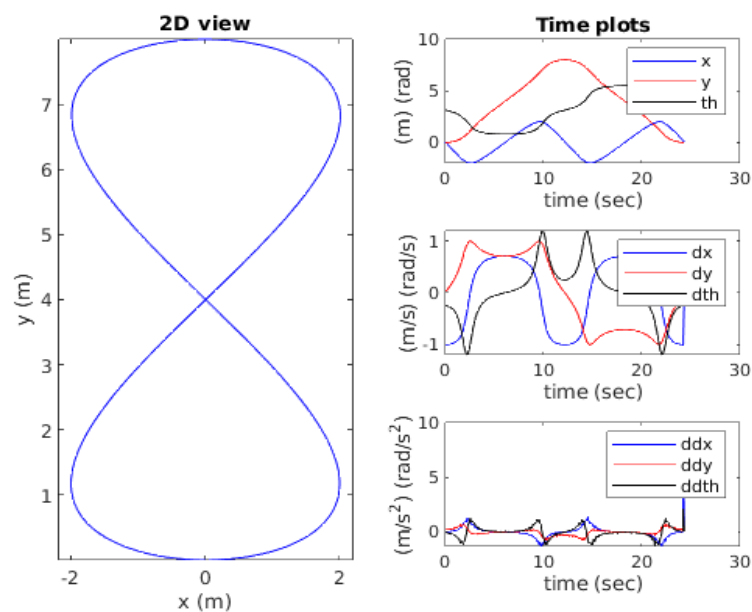 2D view
y (m)
7
6
5
4
3
2
1
-2
0
2
x (m)
Time plots
(m) (rad)
10
5
0
x
y
th
0
10
20
30
time (sec)
(m/s) (rad/s)
1
0
-1
dx
dy
dth
0
10
20
30
time (sec)
(m/s²) (rad/s²)
10
5
0
ddx
ddy
ddth
0
10
20
30
time (sec)